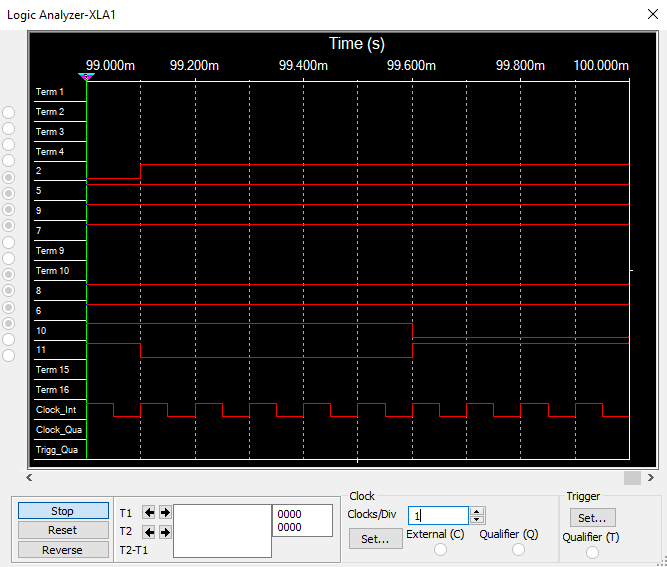 Logic Analyzer-XLA1
Time (s)
99.000m 99.200m 99.400m 99.600m 99.800m 100.000m
Term 1
Term 2
Term 3
Term 4
2
5
9
7
Term 9
Term 10
8
6
10
11
Term 15
Term 16
Clock_Int
Clock_Qua
Trigg_Qua
Stop
Reset
Reverse
T1
T2
T2-T1
0000
0000
Clock
Clocks/Div 1
Set...
External (C) Qualifier (Q)
Trigger
Set...
Qualifier (T)